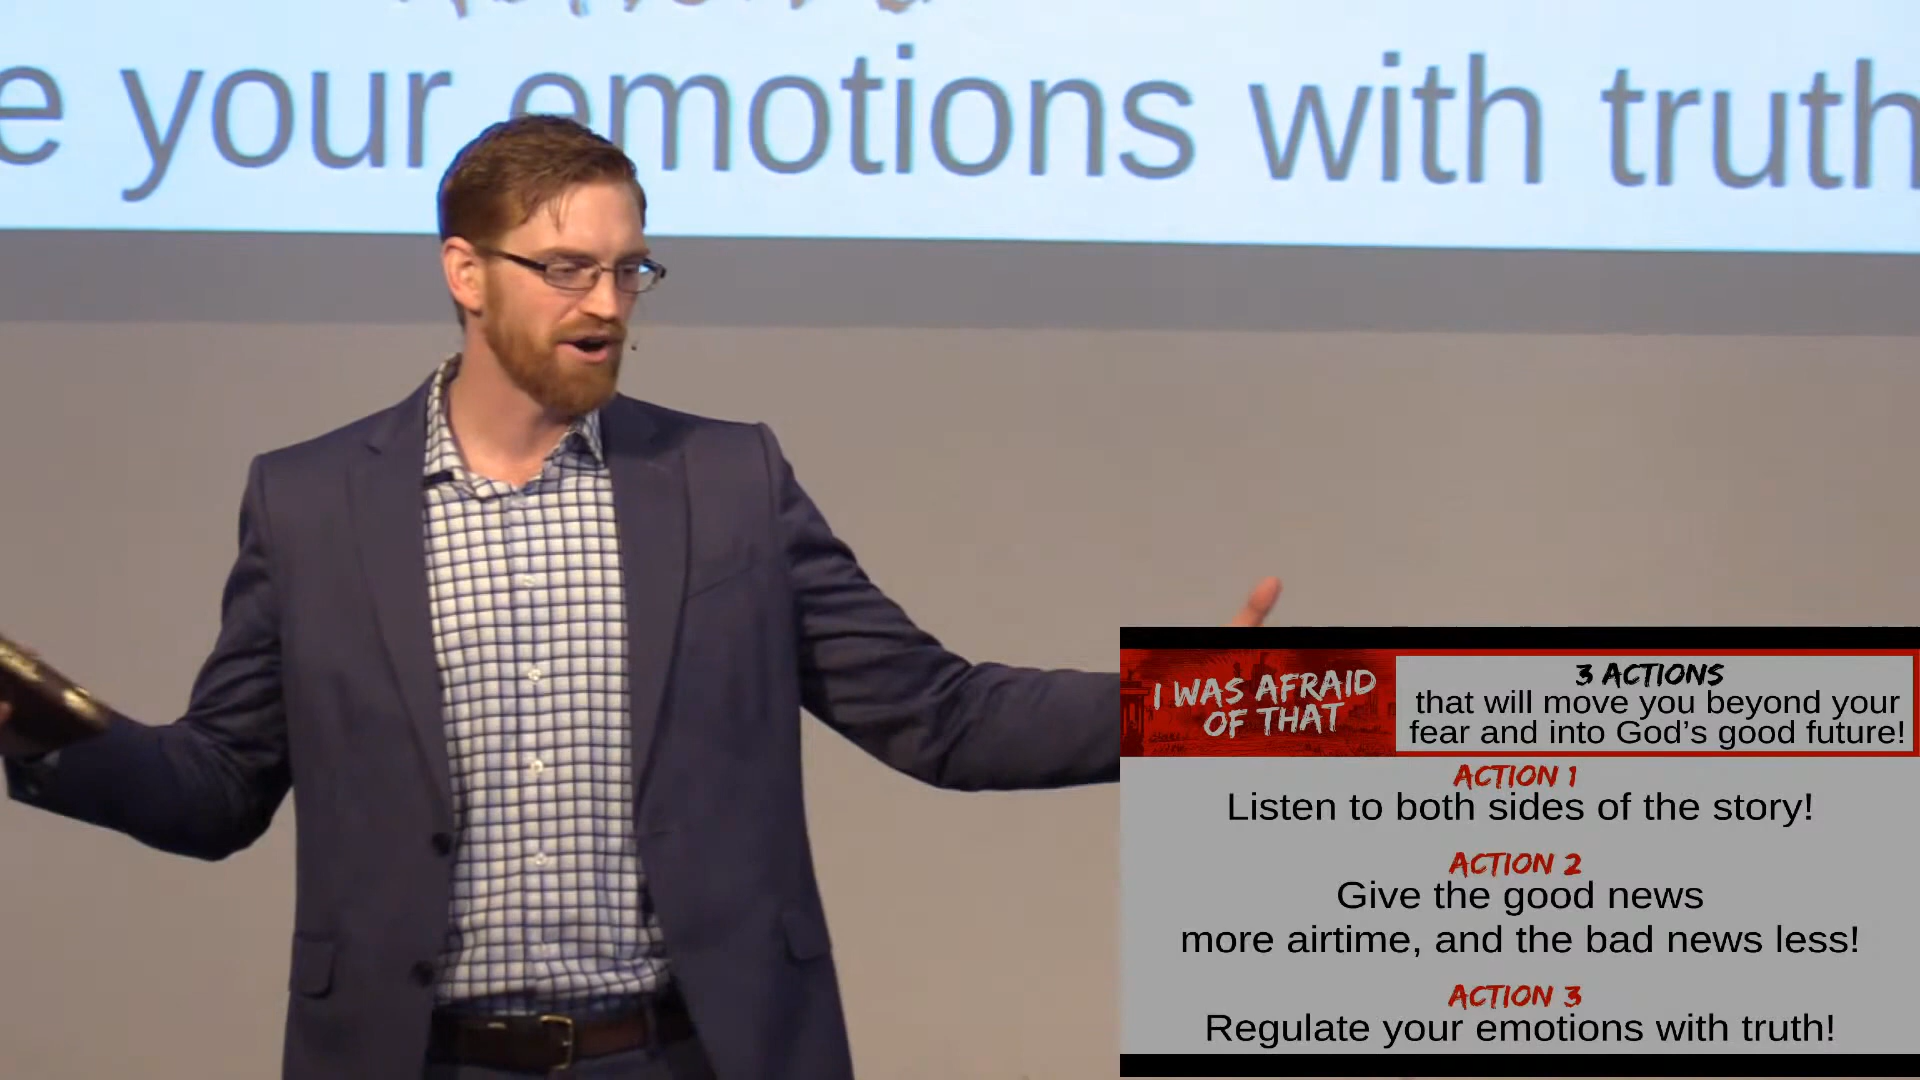 e your emotions with truth
I WAS AFRAID
OF THAT
3 ACTIONS
that will move you beyond your
fear and into God's good future!
ACTION 1
Listen to both sides of the story!
ACTION 2
Give the good news
more airtime, and the bad news less!
ACTION 3
Regulate your emotions with truth!